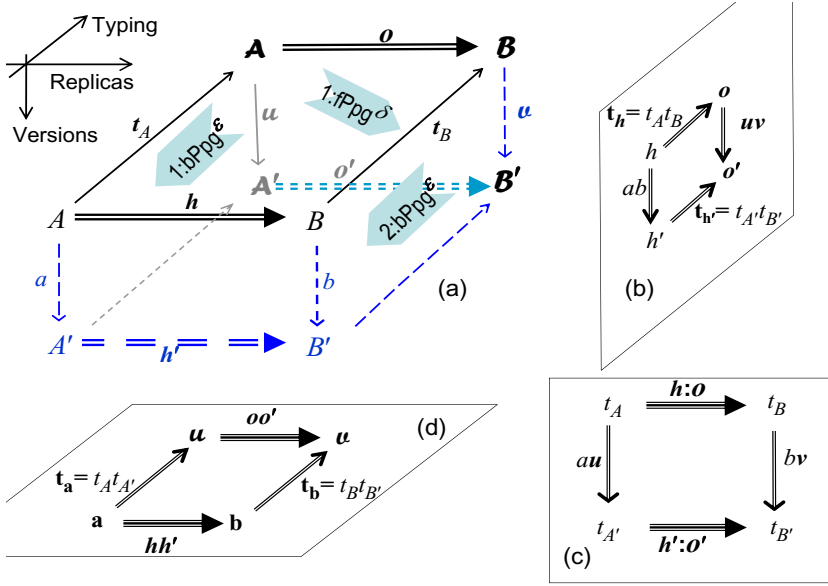 Typing
Replicas
Versions
𝓐 o 𝓑
t_A 1:bPpg^ε u 1:fPpg^δ t_B v
𝓐′ o′ 𝓑′
A h B 2:bPpg^ε
a b (a)
A′ h′ B′
o
t_h = t_A t_B uv
h
o′
ab
t_h′ = t_A′ t_B′
h′
(b)
u oo′ v (d)
t_a = t_A t_A′ t_b = t_B t_B′
a b
hh′
t_A h:o t_B
au bv
t_A′ h′:o′ t_B′
(c)